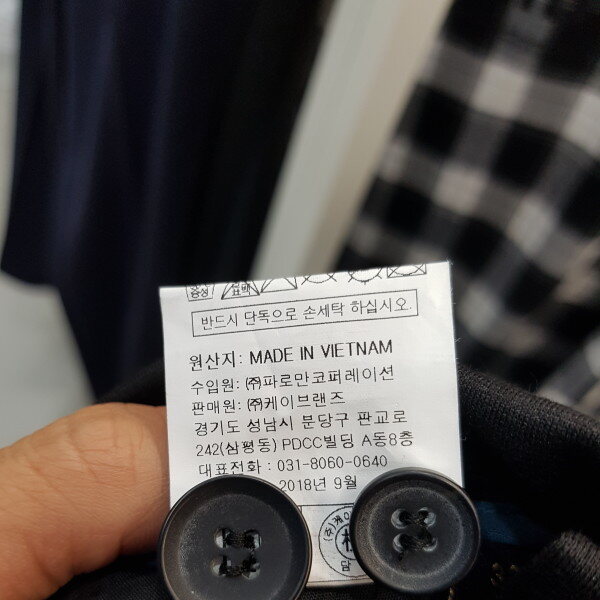 중성
표백
반드시 단독으로 손세탁 하십시오
원산지: MADE IN VIETNAM
수입원: ㈜파로만코퍼레이션
판매원: ㈜케이브랜즈
경기도 성남시 분당구 판교로
242(삼평동) PDCC빌딩 A동8층
대표전화 : 031-8060-0640
2018년 9월